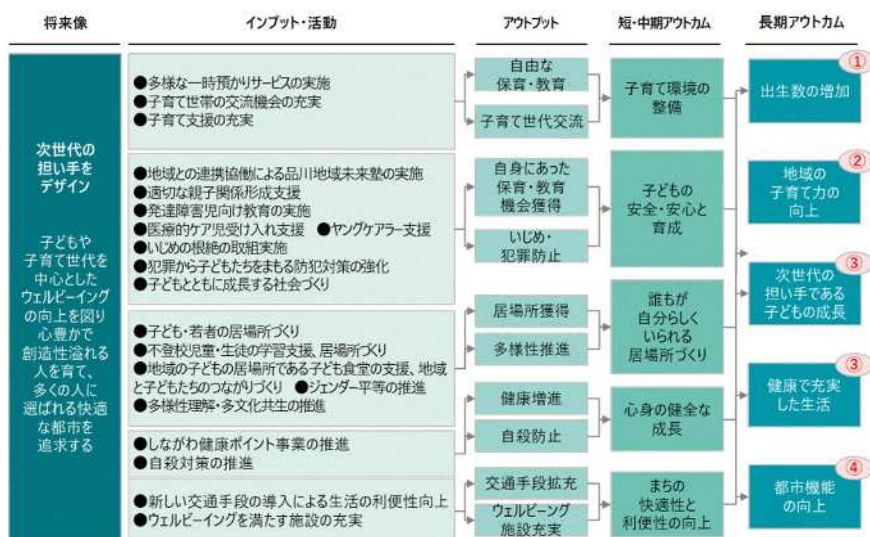 将来像
インプット・活動
アウトプット
短・中期アウトカム
長期アウトカム
次世代の
担い手を
デザイン
子どもや
子育て世代を
中心とした
ウェルビーイング
の向上を図り
心豊かで
創造性溢れる
人を育て、
多くの人に
選ばれる快適
な都市を
追求する
●多様な一時預かりサービスの実施
●子育て世帯の交流機会の充実
●子育て支援の充実
●地域との連携協働による品川地域未来塾の実施
●適切な親子関係形成支援
●発達障害児向け教育の実施
●医療的ケア児受け入れ支援 ●ヤングケアラー支援
●いじめの根絶の取組実施
●犯罪から子どもたちをまもる防犯対策の強化
●子どもとともに成長する社会づくり
●子ども・若者の居場所づくり
●不登校児童・生徒の学習支援、居場所づくり
●地域の子どもの居場所である子ども食堂の支援、地域
と子どもたちのつながりづくり ●ジェンダー平等の推進
●多様性理解・多文化共生の推進
●しながわ健康ポイント事業の推進
●自殺対策の推進
●新しい交通手段の導入による生活の利便性向上
●ウェルビーイングを満たす施設の充実
自由な
保育・教育
子育て世代交流
自身にあった
保育・教育
機会獲得
いじめ・
犯罪防止
居場所獲得
多様性推進
健康増進
自殺防止
交通手段拡充
ウェルビーング
施設充実
子育て環境の
整備
子どもの
安全・安心と
育成
誰もが
自分らしく
いられる
居場所づくり
心身の健全な
成長
まちの
快適性と
利便性の向上
①
出生数の増加
②
地域の
子育て力の
向上
③
次世代の
担い手である
子どもの成長
③
健康で充実
した生活
④
都市機能
の向上